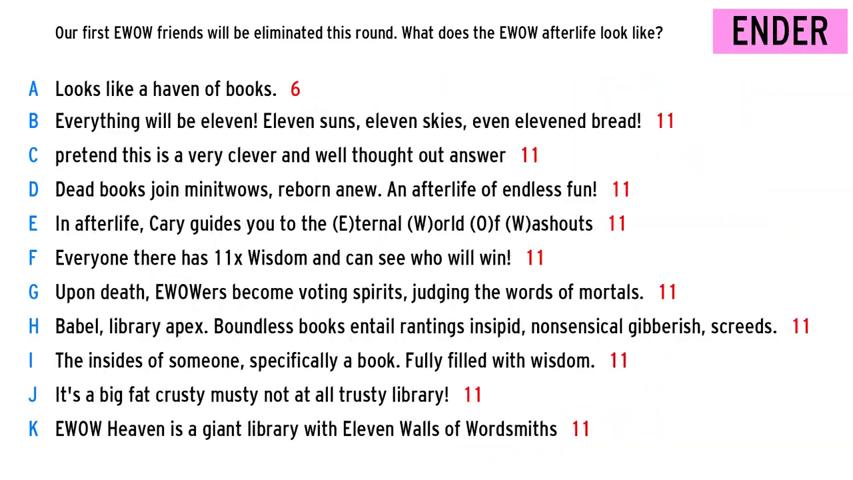 Our first EWOW friends will be eliminated this round. What does the EWOW afterlife look like?
ENDER
A Looks like a haven of books. 6
B Everything will be eleven! Eleven suns, eleven skies, even elevened bread! 11
C pretend this is a very clever and well thought out answer 11
D Dead books join minitwows, reborn anew. An afterlife of endless fun! 11
E In afterlife, Cary guides you to the (E)ternal (W)orld (O)f (W)ashouts 11
F Everyone there has 11x Wisdom and can see who will win! 11
G Upon death, EWOWers become voting spirits, judging the words of mortals. 11
H Babel, library apex. Boundless books entail rantings insipid, nonsensical gibberish, screeds. 11
I The insides of someone, specifically a book. Fully filled with wisdom. 11
J It's a big fat crusty musty not at all trusty library! 11
K EWOW Heaven is a giant library with Eleven Walls of Wordsmiths 11